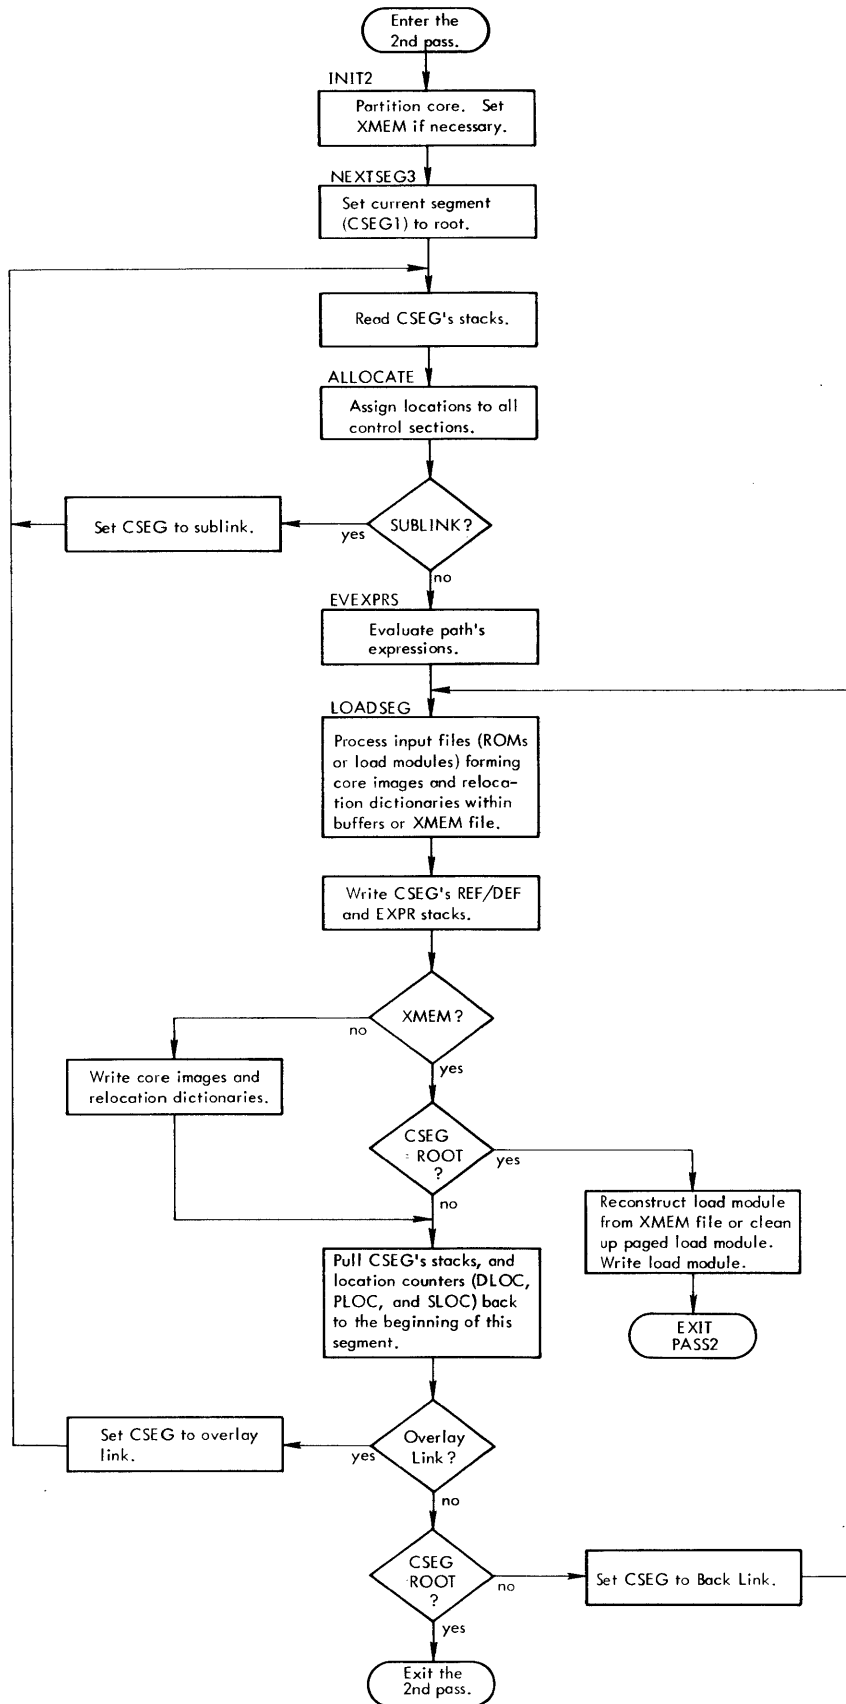 Enter the
2nd pass.
INIT2
Partition core. Set
XMEM if necessary.
NEXTSEG3
Set current segment
(CSEG1) to root.
Read CSEG's stacks.
ALLOCATE
Assign locations to all
control sections.
Set CSEG to sublink.
yes
SUBLINK?
no
EVEXPRS
Evaluate path's
expressions.
LOADSEG
Process input files (ROMs
or load modules) forming
core images and reloca-
tion dictionaries within
buffers or XMEM file.
Write CSEG's REF/DEF
and EXPR stacks.
XMEM?
no
yes
Write core images and
relocation dictionaries.
CSEG
= ROOT
?
yes
no
Reconstruct load module
from XMEM file or clean
up paged load module.
Write load module.
Pull CSEG's stacks, and
location counters (DLOC,
PLOC, and SLOC) back
to the beginning of this
segment.
EXIT
PASS2
Set CSEG to overlay
link.
yes
Overlay
Link?
no
CSEG
=ROOT
?
no
Set CSEG to Back Link.
yes
Exit the
2nd pass.